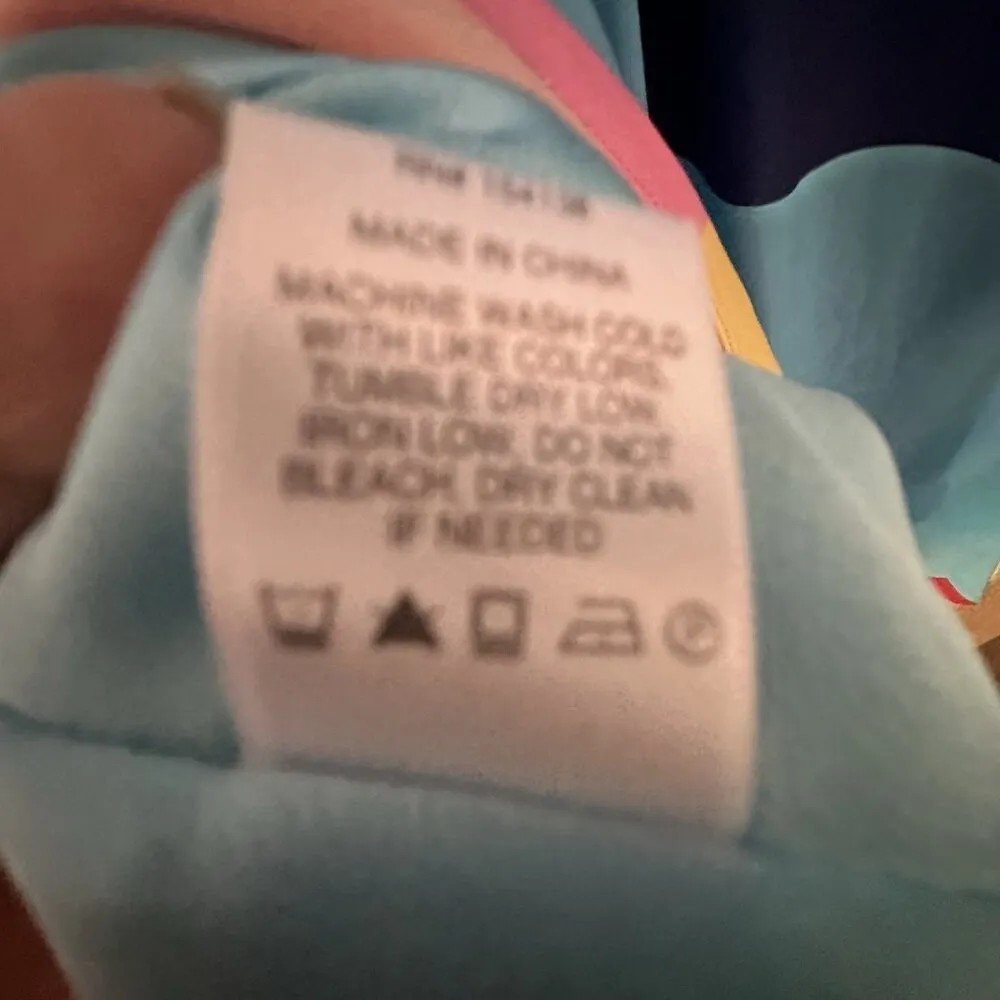 MADE IN CHINA
MACHINE WASH COLD
WITH LIKE COLORS,
TUMBLE DRY LOW,
IRON LOW, DO NOT
BLEACH, DRY CLEAN
IF NEEDED